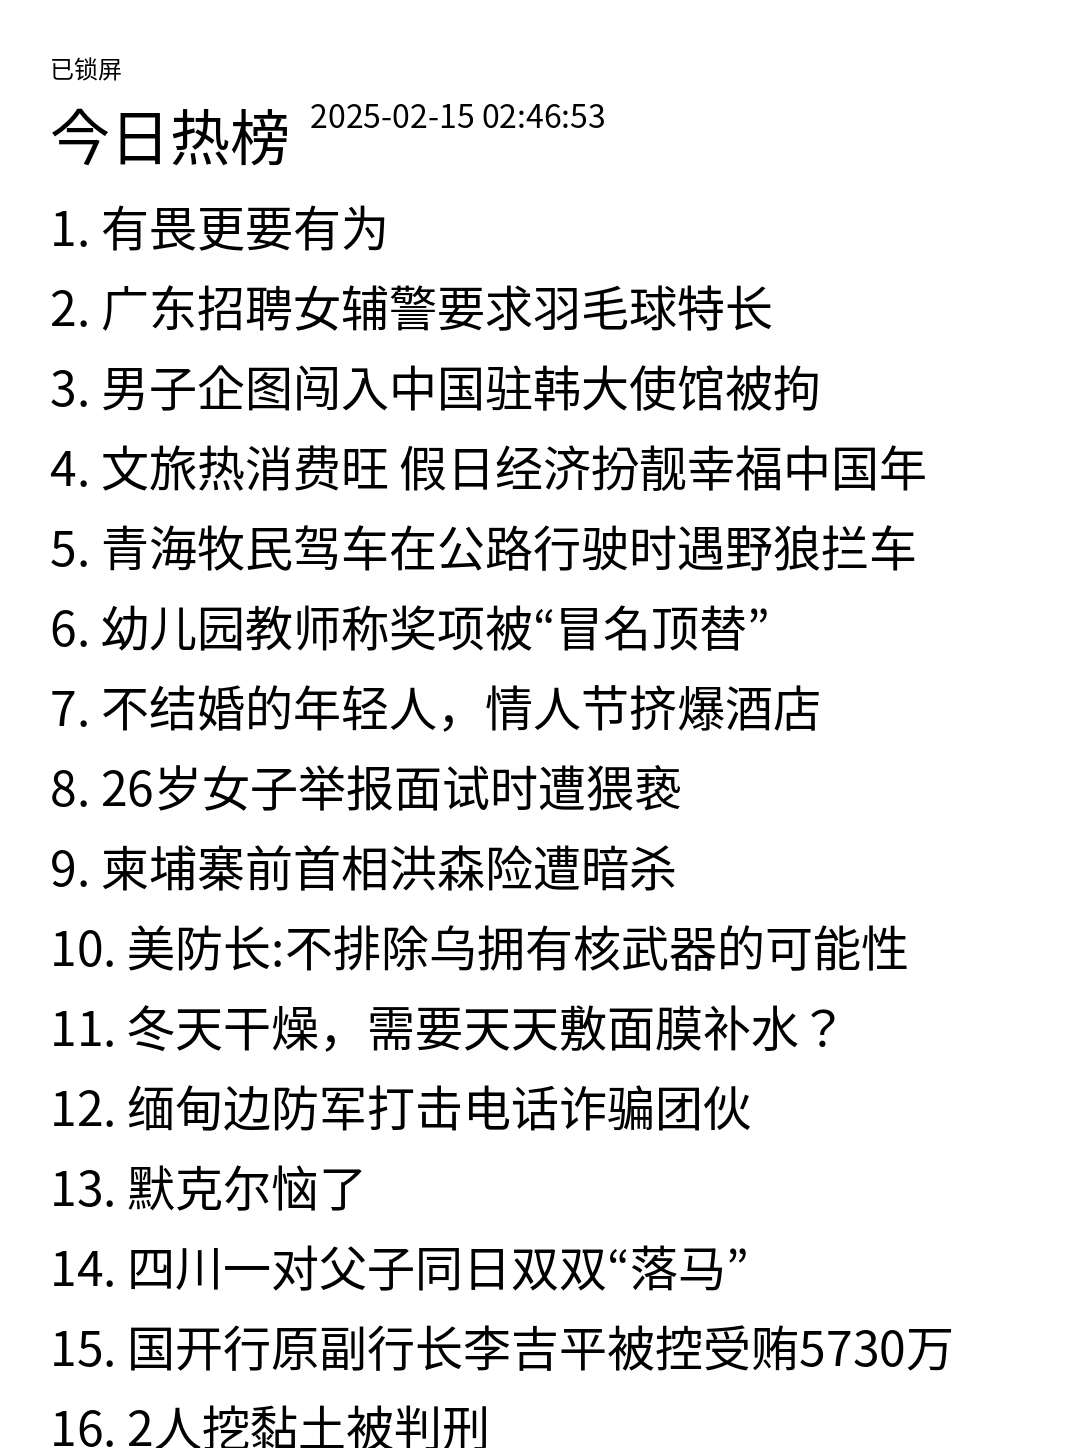 已锁屏
今日热榜 2025-02-15 02:46:53
1. 有畏更要有为
2. 广东招聘女辅警要求羽毛球特长
3. 男子企图闯入中国驻韩大使馆被拘
4. 文旅热消费旺 假日经济扮靓幸福中国年
5. 青海牧民驾车在公路行驶时遇野狼拦车
6. 幼儿园教师称奖项被“冒名顶替”
7. 不结婚的年轻人，情人节挤爆酒店
8. 26岁女子举报面试时遭猥亵
9. 柬埔寨前首相洪森险遭暗杀
10. 美防长:不排除乌拥有核武器的可能性
11. 冬天干燥，需要天天敷面膜补水？
12. 缅甸边防军打击电话诈骗团伙
13. 默克尔恼了
14. 四川一对父子同日双双“落马”
15. 国开行原副行长李吉平被控受贿5730万
16. 2人挖黏土被判刑